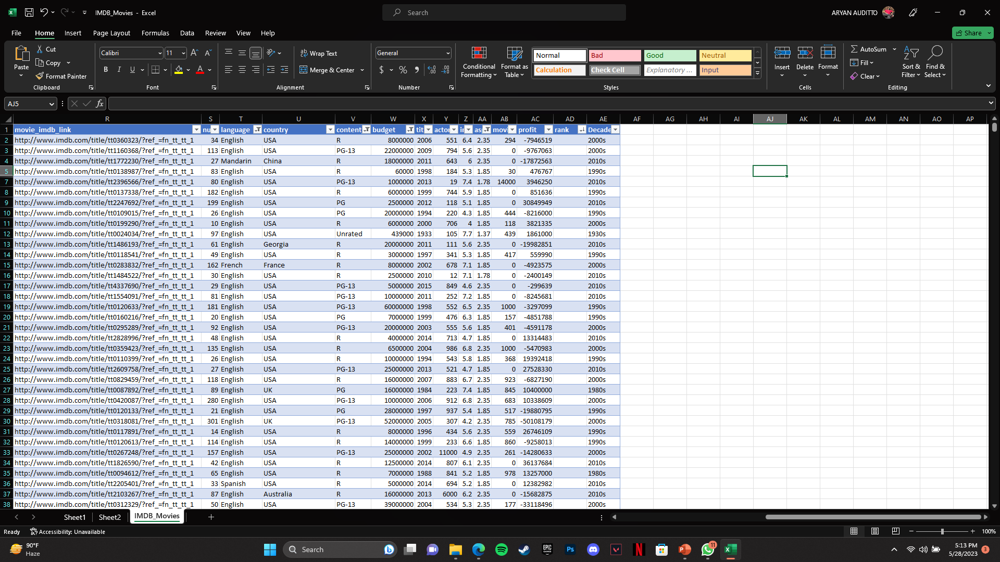 IMDB_Movies - Excel
Search
ARYAN AUDITTO
File Home Insert Page Layout Formulas Data Review View Help
Share
Paste
Cut
Copy
Format Painter
Clipboard
Calibri 11
B I U
Font
Wrap Text
Merge & Center
Alignment
General
$ % ,
Number
Conditional Formatting
Format as Table
Normal Bad Good Neutral
Calculation Check Cell Explanatory ... Input
Styles
Insert Delete Format
Cells
AutoSum
Fill
Clear
Sort & Filter
Find & Select
Editing
AJ5
fx
R S T U V W X Y Z AA AB AC AD AE AF AG AH AI AJ AK AL AM AN AO AP
1 movie_imdb_link nu language country content budget tit actor i as movi profit rank Decade
2 http://www.imdb.com/title/tt0360323/?ref_=fn_tt_tt_1 34 English USA R 8000000 2006 551 6.4 2.35 294 -7946519 2000s
3 http://www.imdb.com/title/tt1160368/?ref_=fn_tt_tt_1 113 English USA PG-13 22000000 2009 794 5.6 2.35 0 -9767063 2000s
4 http://www.imdb.com/title/tt1772230/?ref_=fn_tt_tt_1 27 Mandarin China R 18000000 2011 643 6 2.35 0 -17872563 2010s
5 http://www.imdb.com/title/tt0138987/?ref_=fn_tt_tt_1 83 English USA R 60000 1998 184 5.3 1.85 30 476767 1990s
7 http://www.imdb.com/title/tt2396566/?ref_=fn_tt_tt_1 80 English USA PG-13 1000000 2013 19 7.4 1.78 14000 3946250 2010s
8 http://www.imdb.com/title/tt0137338/?ref_=fn_tt_tt_1 182 English USA R 6000000 1999 744 5.9 1.85 0 851636 1990s
9 http://www.imdb.com/title/tt2247692/?ref_=fn_tt_tt_1 199 English USA PG 2500000 2012 118 5.1 1.85 0 30849949 2010s
10 http://www.imdb.com/title/tt0109015/?ref_=fn_tt_tt_1 26 English USA PG 20000000 1994 220 4.3 1.85 444 -8216000 1990s
11 http://www.imdb.com/title/tt0199290/?ref_=fn_tt_tt_1 10 English USA R 6000000 2000 706 4 1.85 118 3821335 2000s
12 http://www.imdb.com/title/tt0024034/?ref_=fn_tt_tt_1 97 English USA Unrated 439000 1933 105 7.7 1.37 439 1861000 1930s
13 http://www.imdb.com/title/tt1486193/?ref_=fn_tt_tt_1 61 English Georgia R 20000000 2011 111 5.6 2.35 0 -19982851 2010s
14 http://www.imdb.com/title/tt0118541/?ref_=fn_tt_tt_1 49 English USA R 3000000 1997 341 5.3 1.85 417 559990 1990s
15 http://www.imdb.com/title/tt0283832/?ref_=fn_tt_tt_1 162 French France R 8000000 2002 678 7.1 1.85 0 -4923575 2000s
16 http://www.imdb.com/title/tt1484522/?ref_=fn_tt_tt_1 30 English USA R 2500000 2010 12 7.1 1.78 0 -2400149 2010s
17 http://www.imdb.com/title/tt4337690/?ref_=fn_tt_tt_1 29 English USA PG-13 5000000 2015 849 4.6 2.35 0 -299639 2010s
18 http://www.imdb.com/title/tt1554091/?ref_=fn_tt_tt_1 81 English USA PG-13 10000000 2011 252 7.2 1.85 0 -8245681 2010s
19 http://www.imdb.com/title/tt0120633/?ref_=fn_tt_tt_1 181 English USA PG-13 60000000 1998 552 6.5 2.35 1000 -3297099 1990s
20 http://www.imdb.com/title/tt0160216/?ref_=fn_tt_tt_1 20 English USA PG 7000000 1999 476 6.3 1.85 157 -4851788 1990s
21 http://www.imdb.com/title/tt0295289/?ref_=fn_tt_tt_1 92 English USA PG-13 20000000 2003 555 5.6 1.85 401 -4591178 2000s
22 http://www.imdb.com/title/tt2828996/?ref_=fn_tt_tt_1 48 English USA R 4000000 2014 713 4.7 1.85 0 13314483 2010s
23 http://www.imdb.com/title/tt0359423/?ref_=fn_tt_tt_1 135 English USA R 6500000 2004 986 6.8 2.35 1000 -5470983 2000s
24 http://www.imdb.com/title/tt0110399/?ref_=fn_tt_tt_1 26 English USA R 10000000 1994 543 5.8 1.85 368 19392418 1990s
25 http://www.imdb.com/title/tt2609758/?ref_=fn_tt_tt_1 27 English USA PG-13 25000000 2013 521 4.7 1.85 0 27528330 2010s
26 http://www.imdb.com/title/tt0829459/?ref_=fn_tt_tt_1 118 English USA R 16000000 2007 883 6.7 2.35 923 -6827190 2000s
27 http://www.imdb.com/title/tt0087892/?ref_=fn_tt_tt_1 89 English UK PG 16000000 1984 223 7.4 1.85 845 10400000 1980s
28 http://www.imdb.com/title/tt0420087/?ref_=fn_tt_tt_1 280 English USA PG-13 10000000 2006 912 6.8 2.35 683 10338609 2000s
29 http://www.imdb.com/title/tt0120133/?ref_=fn_tt_tt_1 21 English USA PG 28000000 1997 937 5.4 1.85 517 -19880795 1990s
30 http://www.imdb.com/title/tt0318081/?ref_=fn_tt_tt_1 301 English UK PG-13 52000000 2005 307 4.2 2.35 785 -50108179 2000s
31 http://www.imdb.com/title/tt0117891/?ref_=fn_tt_tt_1 14 English USA R 8000000 1996 434 5.6 2.35 559 26746109 1990s
32 http://www.imdb.com/title/tt0120613/?ref_=fn_tt_tt_1 114 English USA R 14000000 1999 233 6.6 1.85 860 -9258013 1990s
33 http://www.imdb.com/title/tt0267248/?ref_=fn_tt_tt_1 157 English USA PG-13 25000000 2002 11000 4.9 2.35 261 -14280633 2000s
34 http://www.imdb.com/title/tt1826590/?ref_=fn_tt_tt_1 42 English USA R 12500000 2014 807 6.1 2.35 0 36137684 2010s
35 http://www.imdb.com/title/tt0094612/?ref_=fn_tt_tt_1 65 English USA R 7000000 1988 841 5.2 1.85 978 13257000 1980s
36 http://www.imdb.com/title/tt2205401/?ref_=fn_tt_tt_1 33 Spanish USA R 5000000 2014 694 5.2 1.85 0 12382982 2010s
37 http://www.imdb.com/title/tt2103267/?ref_=fn_tt_tt_1 87 English Australia R 16000000 2013 6000 6.2 2.35 0 -15682875 2010s
38 http://www.imdb.com/title/tt0312329/?ref_=fn_tt_tt_1 50 English USA PG-13 39000000 2004 534 5.3 2.35 177 -33118496 2000s
Sheet1 Sheet2 IMDB_Movies
Ready Accessibility: Unavailable 100%
90°F
Haze
Search
EPIC GAMES
Ps
11
5:13 PM
5/28/2023
3